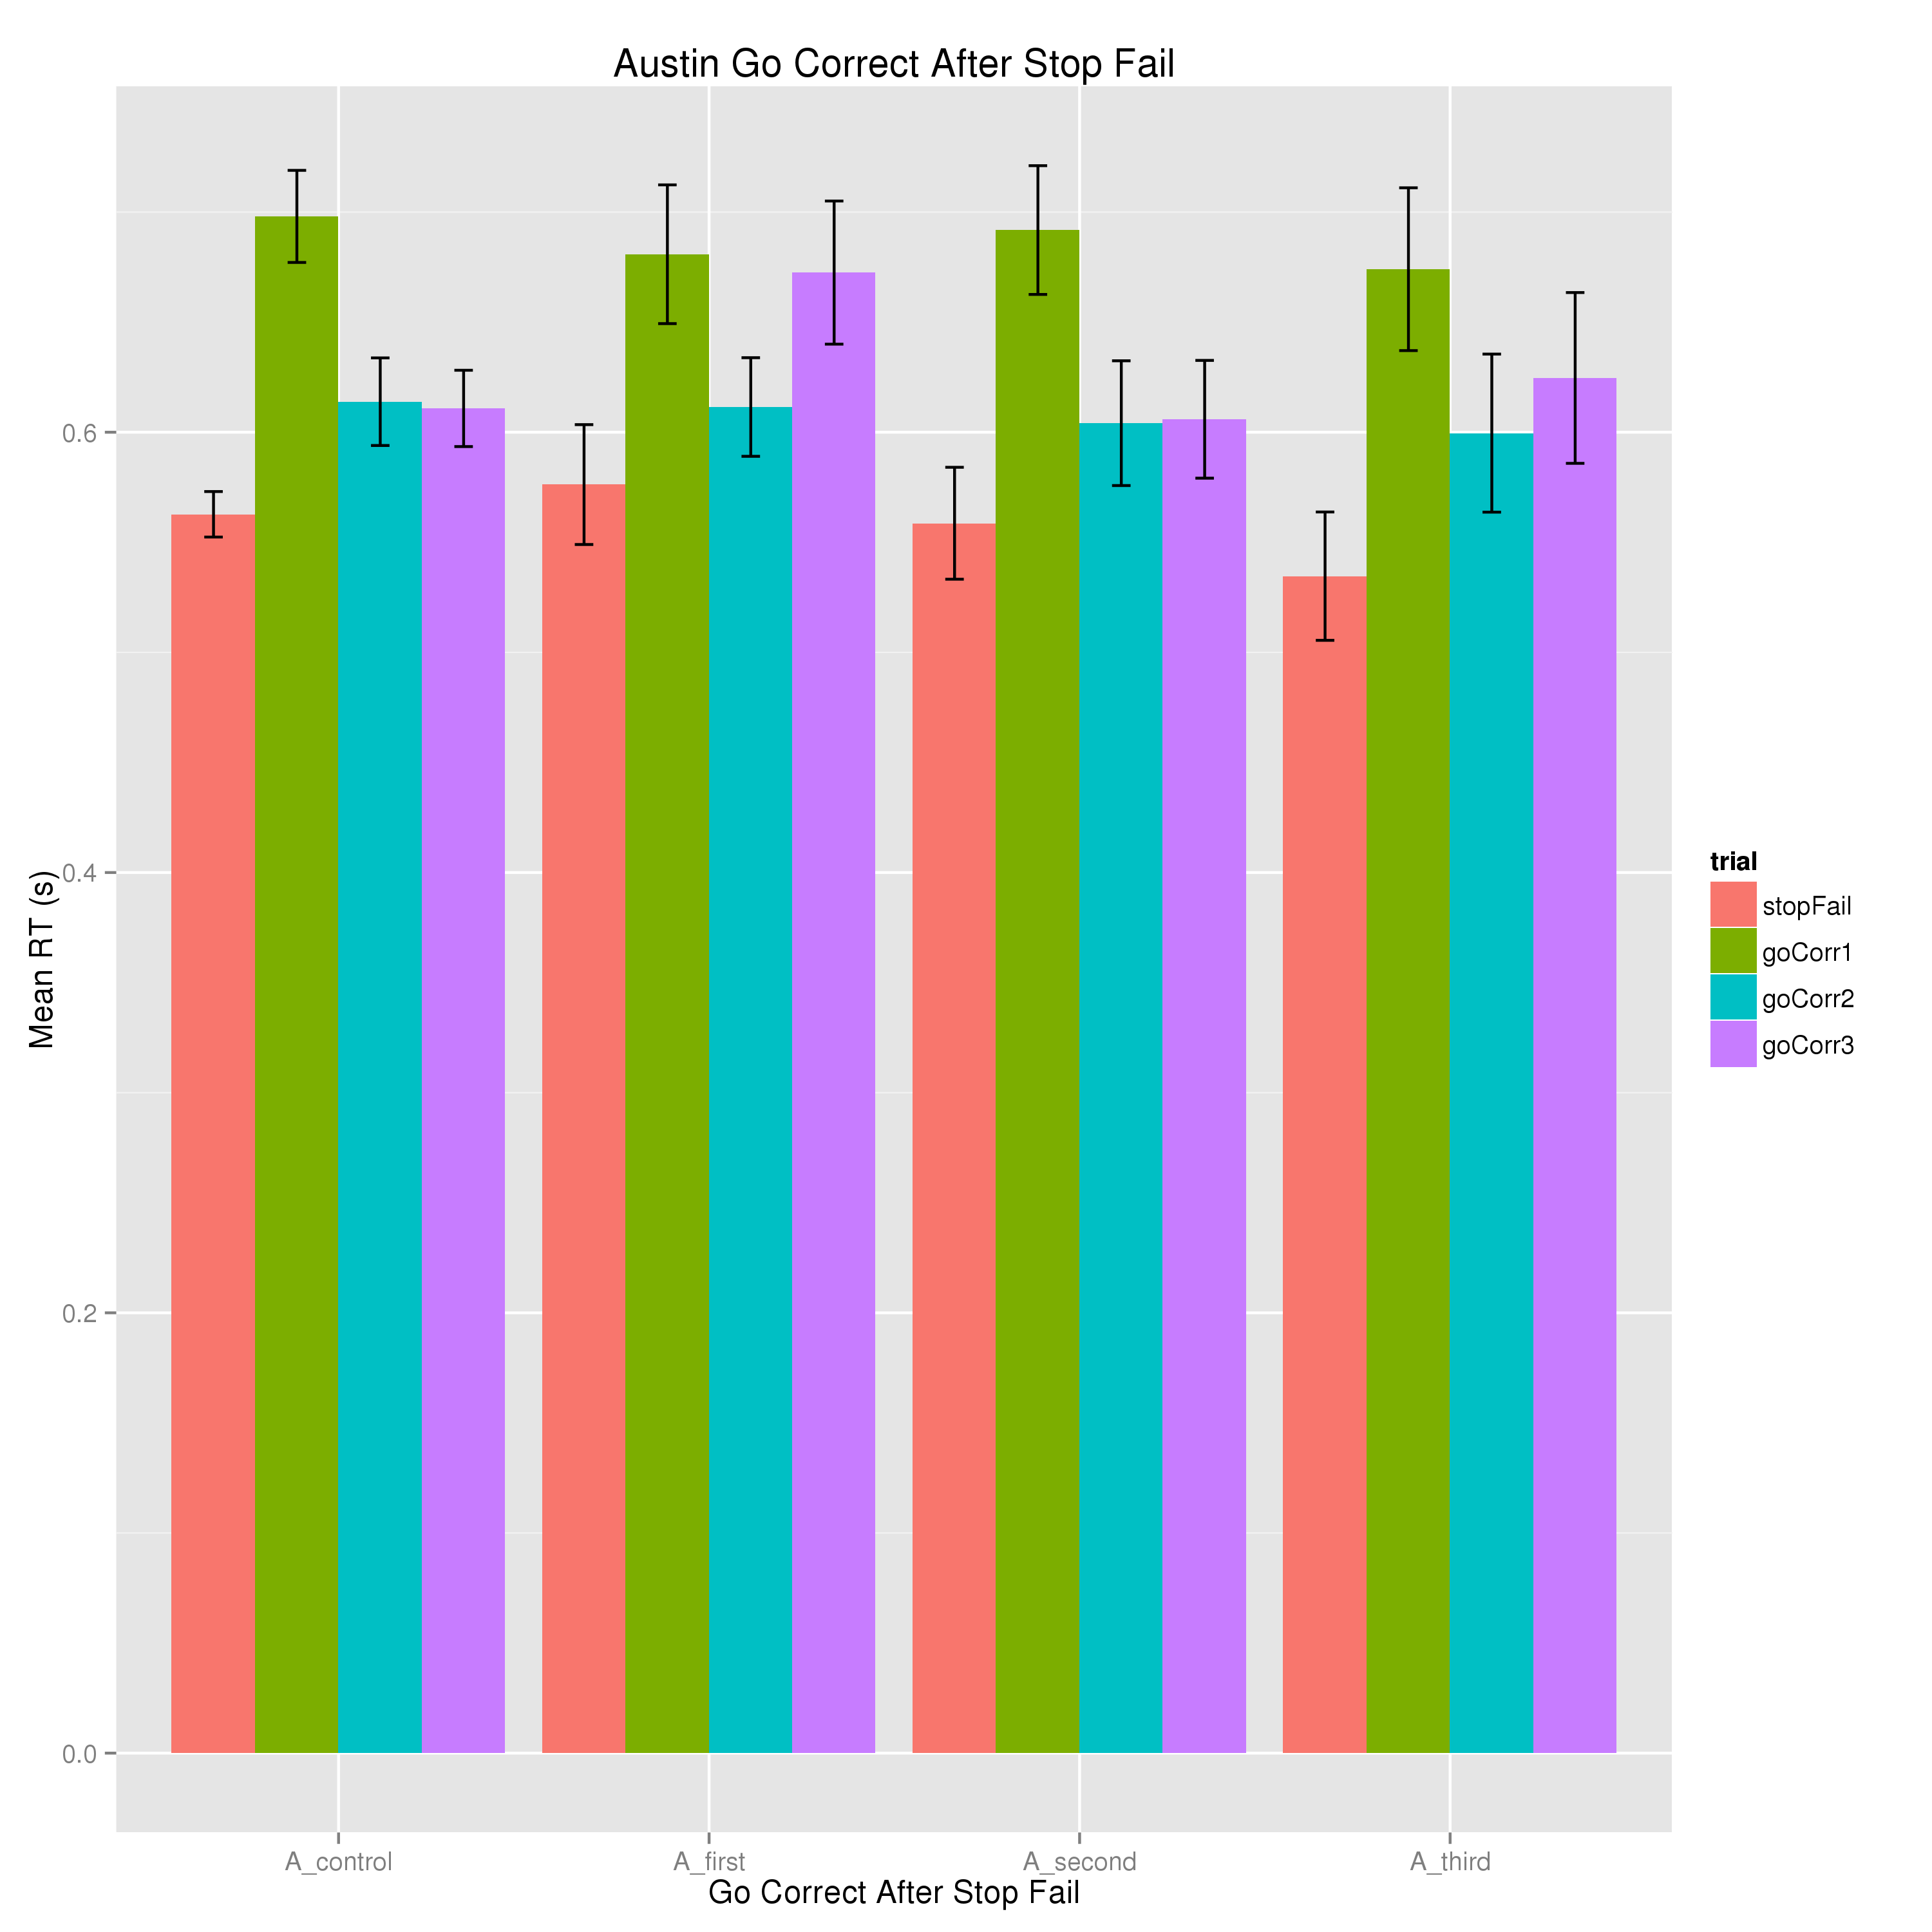 Austin Go Correct After Stop Fail
Mean RT (s)
0.6
0.4
0.2
0.0
A_control
A_first
A_second
A_third
Go Correct After Stop Fail
trial
stopFail
goCorr1
goCorr2
goCorr3